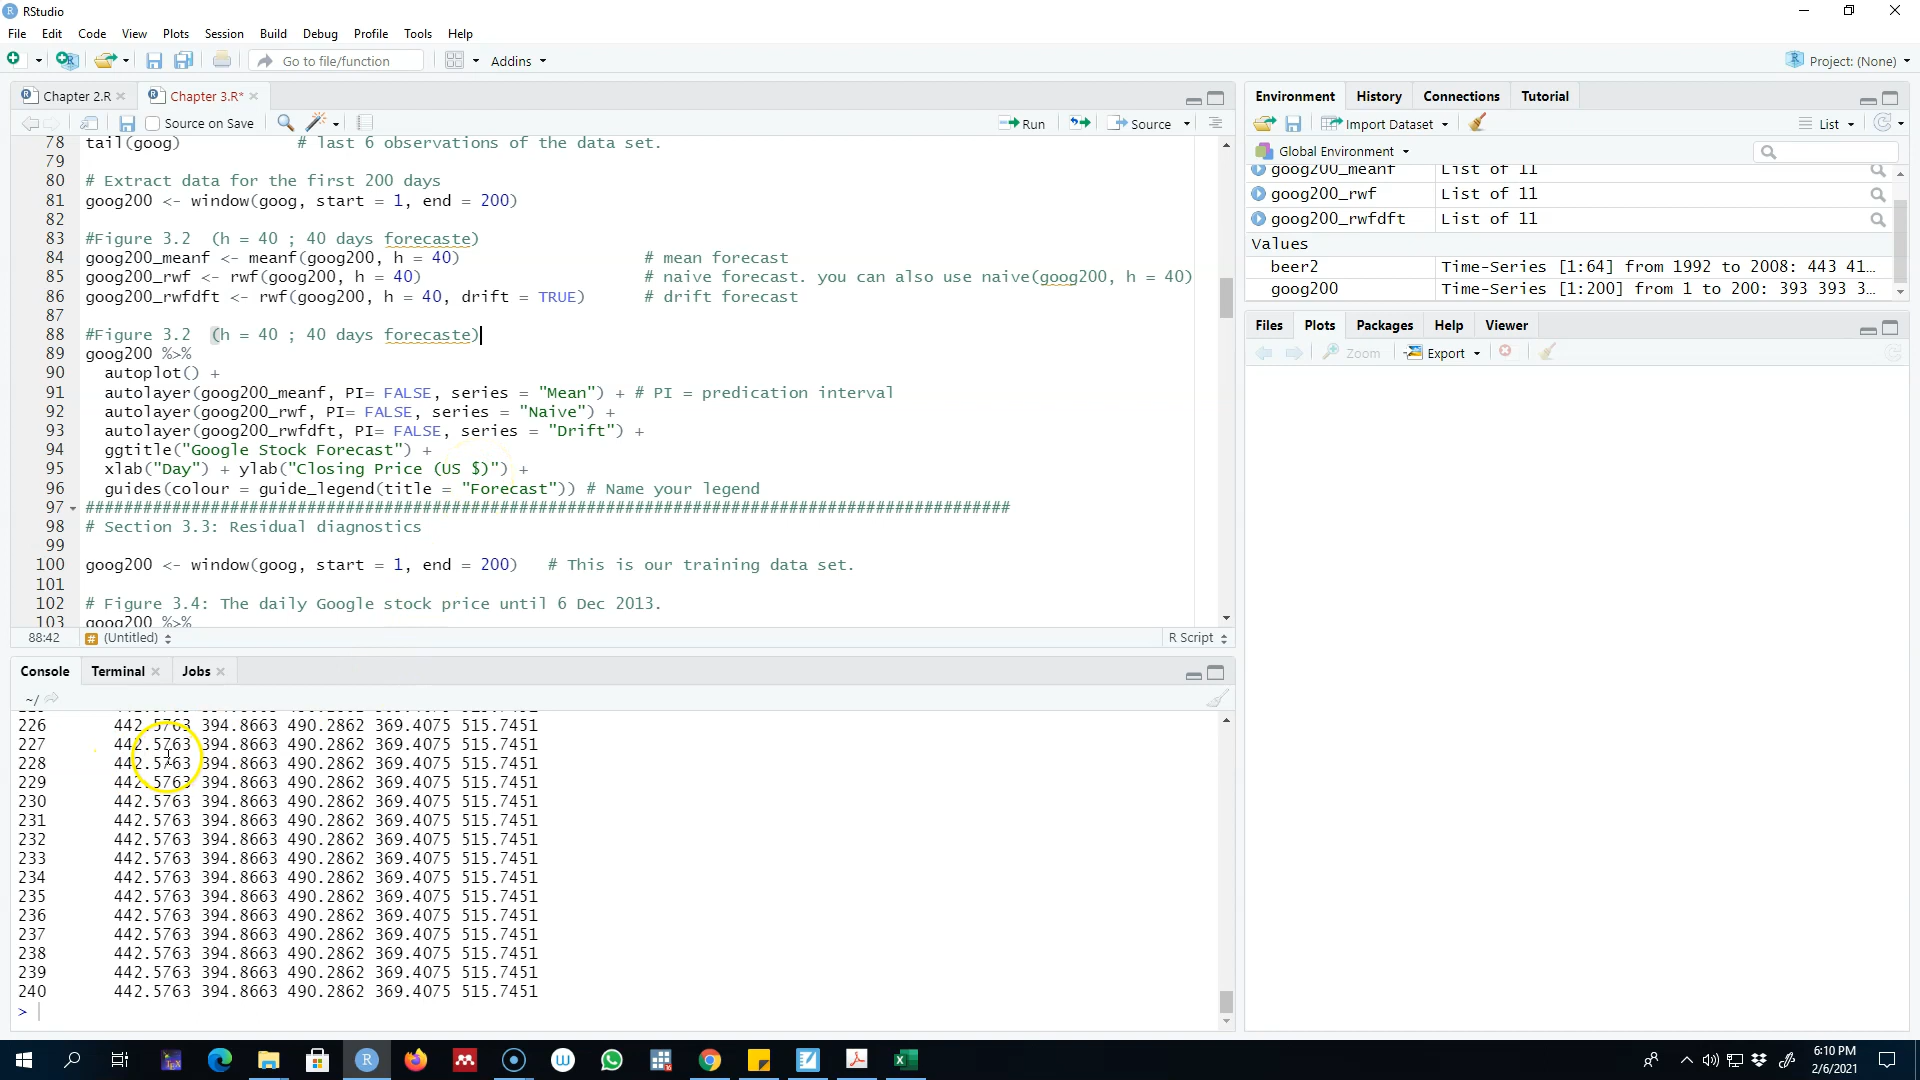 RStudio
File Edit Code View Plots Session Build Debug Profile Tools Help
Go to file/function Addins Project: (None)
Chapter 2.R Chapter 3.R*
Source on Save Run Source
78 tail(goog) # last 6 observations of the data set.
79
80 # Extract data for the first 200 days
81 goog200 <- window(goog, start = 1, end = 200)
82
83 #Figure 3.2 (h = 40 ; 40 days forecaste)
84 goog200_meanf <- meanf(goog200, h = 40) # mean forecast
85 goog200_rwf <- rwf(goog200, h = 40) # naive forecast. you can also use naive(goog200, h = 40)
86 goog200_rwfdft <- rwf(goog200, h = 40, drift = TRUE) # drift forecast
87
88 #Figure 3.2 (h = 40 ; 40 days forecaste)
89 goog200 %>%
90 autoplot() +
91 autolayer(goog200_meanf, PI= FALSE, series = "Mean") + # PI = predication interval
92 autolayer(goog200_rwf, PI= FALSE, series = "Naive") +
93 autolayer(goog200_rwfdft, PI= FALSE, series = "Drift") +
94 ggtitle("Google Stock Forecast") +
95 xlab("Day") + ylab("Closing Price (US $)") +
96 guides(colour = guide_legend(title = "Forecast")) # Name your legend
97 ################################################################################################
98 # Section 3.3: Residual diagnostics
99
100 goog200 <- window(goog, start = 1, end = 200) # This is our training data set.
101
102 # Figure 3.4: The daily Google stock price until 6 Dec 2013.
103 goog200 %>%
88:42 # (Untitled) R Script
Console Terminal Jobs
~/
226 442.5763 394.8663 490.2862 369.4075 515.7451
227 442.5763 394.8663 490.2862 369.4075 515.7451
228 442.5763 394.8663 490.2862 369.4075 515.7451
229 442.5763 394.8663 490.2862 369.4075 515.7451
230 442.5763 394.8663 490.2862 369.4075 515.7451
231 442.5763 394.8663 490.2862 369.4075 515.7451
232 442.5763 394.8663 490.2862 369.4075 515.7451
233 442.5763 394.8663 490.2862 369.4075 515.7451
234 442.5763 394.8663 490.2862 369.4075 515.7451
235 442.5763 394.8663 490.2862 369.4075 515.7451
236 442.5763 394.8663 490.2862 369.4075 515.7451
237 442.5763 394.8663 490.2862 369.4075 515.7451
238 442.5763 394.8663 490.2862 369.4075 515.7451
239 442.5763 394.8663 490.2862 369.4075 515.7451
240 442.5763 394.8663 490.2862 369.4075 515.7451
>
Environment History Connections Tutorial
Import Dataset List
Global Environment
goog200_meanf List of 11
goog200_rwf List of 11
goog200_rwfdft List of 11
Values
beer2 Time-Series [1:64] from 1992 to 2008: 443 41...
goog200 Time-Series [1:200] from 1 to 200: 393 393 3...
Files Plots Packages Help Viewer
Zoom Export
6:10 PM
2/6/2021